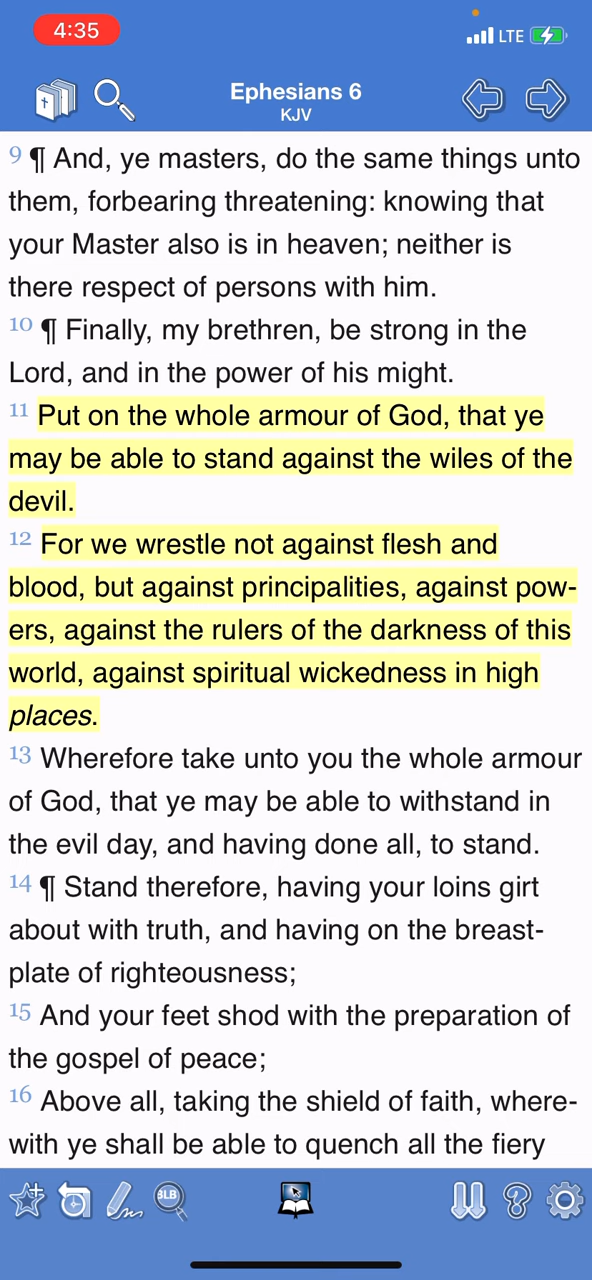 4:35
LTE
Ephesians 6
KJV
9 ¶ And, ye masters, do the same things unto
them, forbearing threatening: knowing that
your Master also is in heaven; neither is
there respect of persons with him.
10 ¶ Finally, my brethren, be strong in the
Lord, and in the power of his might.
11 Put on the whole armour of God, that ye
may be able to stand against the wiles of the
devil.
12 For we wrestle not against flesh and
blood, but against principalities, against pow-
ers, against the rulers of the darkness of this
world, against spiritual wickedness in high
places.
13 Wherefore take unto you the whole armour
of God, that ye may be able to withstand in
the evil day, and having done all, to stand.
14 ¶ Stand therefore, having your loins girt
about with truth, and having on the breast-
plate of righteousness;
15 And your feet shod with the preparation of
the gospel of peace;
16 Above all, taking the shield of faith, where-
with ye shall be able to quench all the fiery
BLB